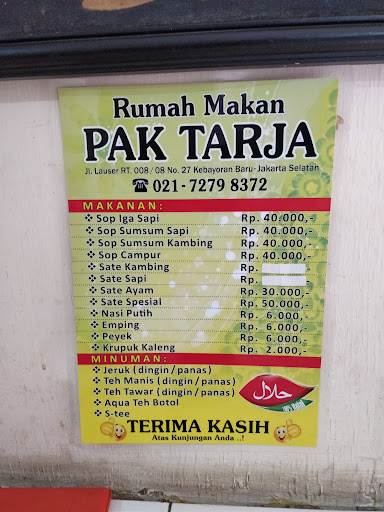 Rumah Makan
PAK TARJA
Jl. Lauser RT. 008/08 No. 27 Kebayoran Baru-Jakarta Selatan
☎ 021-7279 8372
MAKANAN:
❖ Sop Iga Sapi Rp. 40.000,-
❖ Sop Sumsum Sapi Rp. 40.000,-
❖ Sop Sumsum Kambing Rp. 40.000,-
❖ Sop Campur Rp. 40.000,-
❖ Sate Kambing Rp.
❖ Sate Sapi Rp.
❖ Sate Ayam Rp. 30.000,-
❖ Sate Spesial Rp. 50.000,-
❖ Nasi Putih Rp. 6.000,-
❖ Emping Rp. 6.000,-
❖ Peyek Rp. 6.000,-
❖ Krupuk Kaleng Rp. 2.000,-
MINUMAN:
❖ Jeruk (dingin/panas)
❖ Teh Manis (dingin/panas)
❖ Teh Tawar (dingin/panas)
❖ Aqua Teh Botol
❖ S-tee
حلال
TERIMA KASIH
Atas Kunjungan Anda ..!